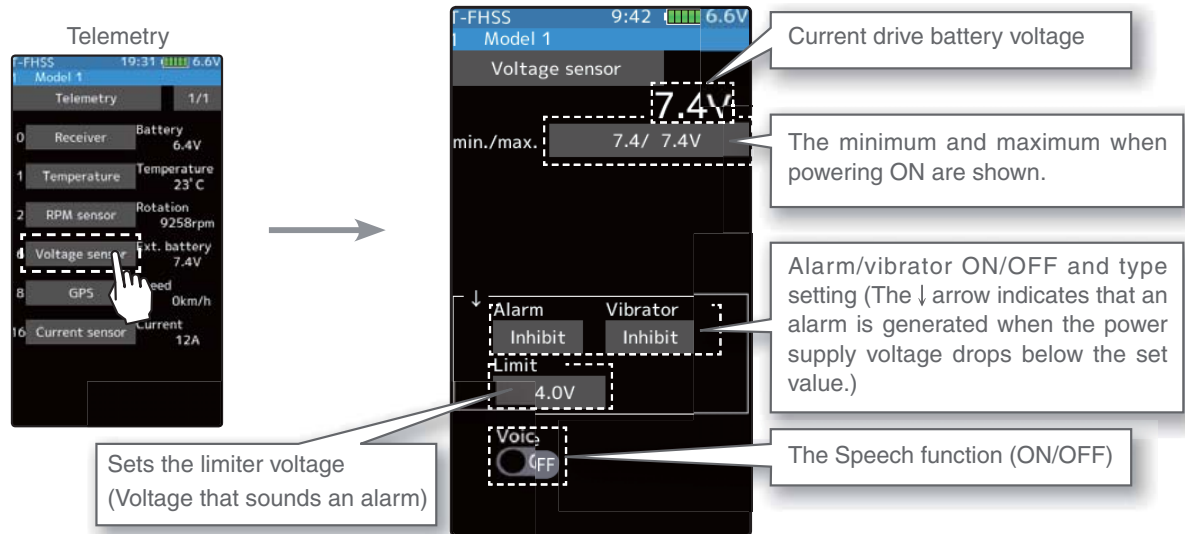 Telemetry
T-FHSS 19:31 6.6V
1 Model 1
Telemetry 1/1
0 Receiver Battery 6.4V
1 Temperature Temperature 23°C
2 RPM sensor Rotation 9258rpm
6 Voltage sensor Ext. battery 7.4V
8 GPS Speed 0km/h
16 Current sensor Current 12A
T-FHSS 9:42 6.6V
1 Model 1
Voltage sensor
7.4V
min./max. 7.4/ 7.4V
↓
Alarm Vibrator
Inhibit Inhibit
Limit
4.0V
Voice
OFF
Current drive battery voltage
The minimum and maximum when
powering ON are shown.
Alarm/vibrator ON/OFF and type
setting (The ↓ arrow indicates that an
alarm is generated when the power
supply voltage drops below the set
value.)
The Speech function (ON/OFF)
Sets the limiter voltage
(Voltage that sounds an alarm)